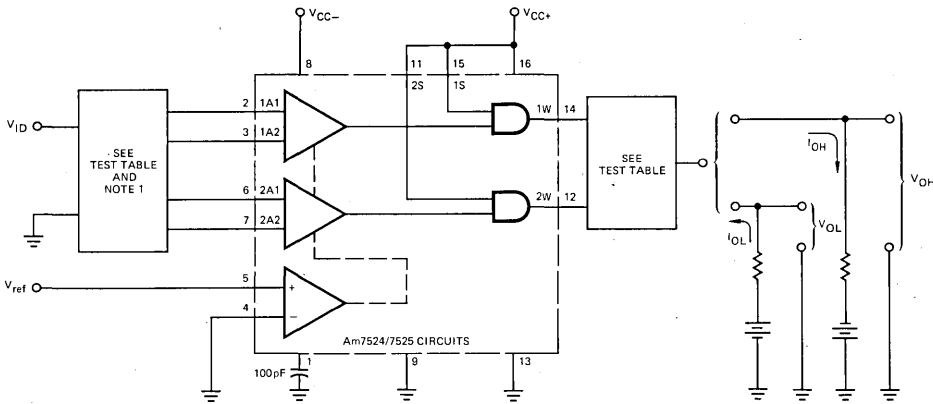 VCC−
VCC+
8
11
15
16
2S
1S
VID
SEE
TEST TABLE
AND
NOTE 1
2
1A1
3
1A2
1W
14
SEE
TEST TABLE
IOH
VOH
6
2A1
7
2A2
2W
12
IOL
VOL
Vref
5
+
4
−
Am7524/7525 CIRCUITS
100pF
1
9
13